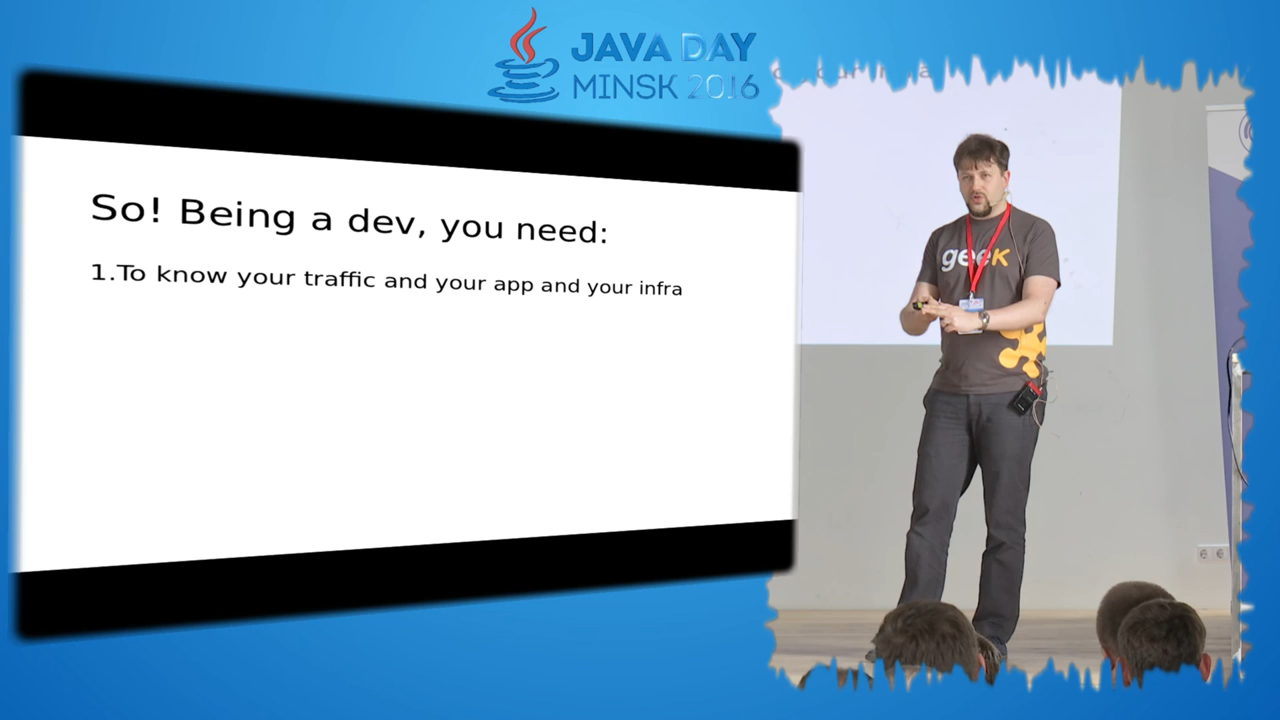 JAVA DAY
MINSK 2016
So! Being a dev, you need:
1.To know your traffic and your app and your infra
geek